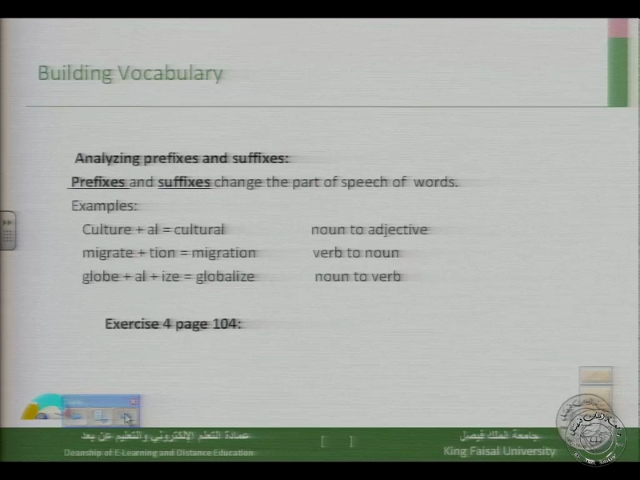 Building Vocabulary
Analyzing prefixes and suffixes:
Prefixes and suffixes change the part of speech of words.
Examples:
Culture + al = cultural noun to adjective
migrate + tion = migration verb to noun
globe + al + ize = globalize noun to verb
Exercise 4 page 104:
عمادة التعلم الإلكتروني والتعليم عن بعد
جامعة الملك فيصل
[ ]
Deanship of E-Learning and Distance Education
King Faisal University